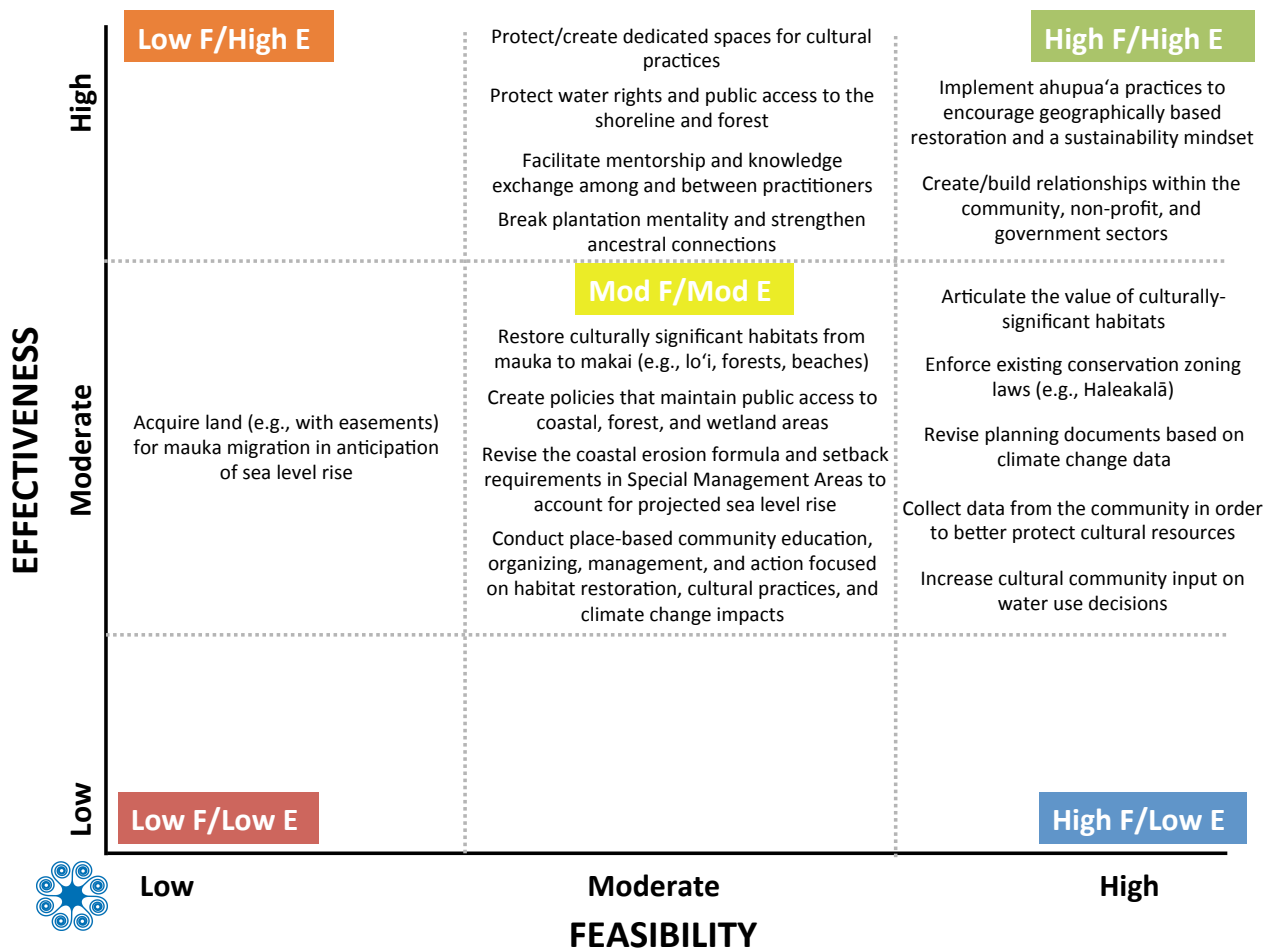 Low F/High E
Protect/create dedicated spaces for cultural
practices
Protect water rights and public access to the
shoreline and forest
Facilitate mentorship and knowledge
exchange among and between practitioners
Break plantation mentality and strengthen
ancestral connections
High F/High E
Implement ahupuaʻa practices to
encourage geographically based
restoration and a sustainability mindset
Create/build relationships within the
community, non-profit, and
government sectors
High
EFFECTIVENESS
Moderate
Acquire land (e.g., with easements)
for mauka migration in anticipation
of sea level rise
Mod F/Mod E
Restore culturally significant habitats from
mauka to makai (e.g., loʻi, forests, beaches)
Create policies that maintain public access to
coastal, forest, and wetland areas
Revise the coastal erosion formula and setback
requirements in Special Management Areas to
account for projected sea level rise
Conduct place-based community education,
organizing, management, and action focused
on habitat restoration, cultural practices, and
climate change impacts
Articulate the value of culturally-
significant habitats
Enforce existing conservation zoning
laws (e.g., Haleakalā)
Revise planning documents based on
climate change data
Collect data from the community in order
to better protect cultural resources
Increase cultural community input on
water use decisions
Low
Low F/Low E
High F/Low E
Low
Moderate
High
FEASIBILITY